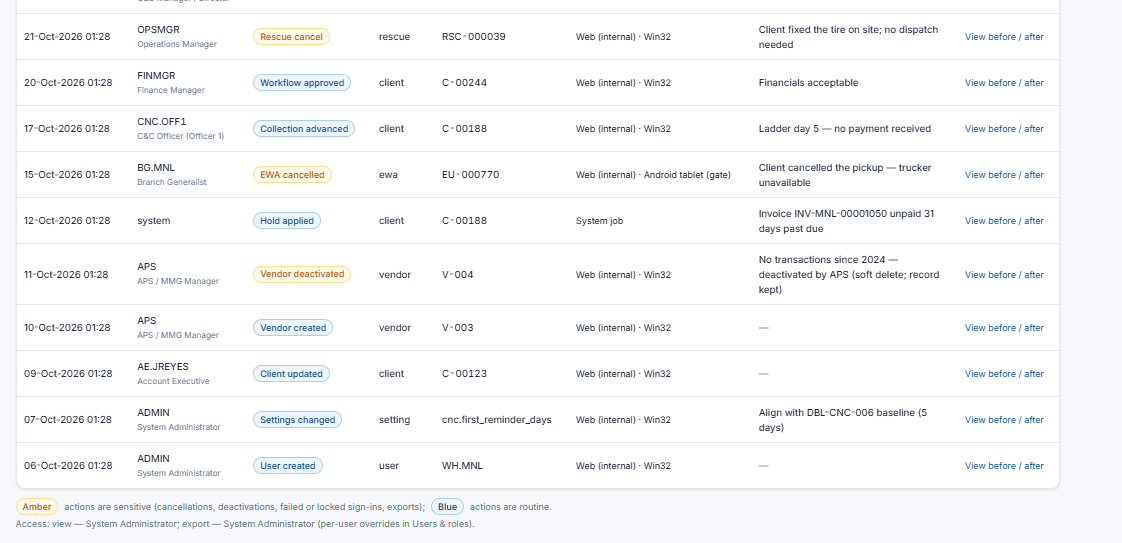 C&C Manager / Director
21-Oct-2026 01:28 OPSMGR Rescue cancel rescue RSC-000039 Web (internal) · Win32 Client fixed the tire on site; no dispatch View before / after
Operations Manager needed
20-Oct-2026 01:28 FINMGR Workflow approved client C-00244 Web (internal) · Win32 Financials acceptable View before / after
Finance Manager
17-Oct-2026 01:28 CNC.OFF1 Collection advanced client C-00188 Web (internal) · Win32 Ladder day 5 — no payment received View before / after
C&C Officer (Officer 1)
15-Oct-2026 01:28 BG.MNL EWA cancelled ewa EU-000770 Web (internal) · Android tablet (gate) Client cancelled the pickup — trucker View before / after
Branch Generalist unavailable
12-Oct-2026 01:28 system Hold applied client C-00188 System job Invoice INV-MNL-00001050 unpaid 31 View before / after
days past due
11-Oct-2026 01:28 APS Vendor deactivated vendor V-004 Web (internal) · Win32 No transactions since 2024 — View before / after
APS / MMG Manager deactivated by APS (soft delete; record
kept)
10-Oct-2026 01:28 APS Vendor created vendor V-003 Web (internal) · Win32 — View before / after
APS / MMG Manager
09-Oct-2026 01:28 AE.JREYES Client updated client C-00123 Web (internal) · Win32 — View before / after
Account Executive
07-Oct-2026 01:28 ADMIN Settings changed setting cnc.first_reminder_days Web (internal) · Win32 Align with DBL-CNC-006 baseline (5 View before / after
System Administrator days)
06-Oct-2026 01:28 ADMIN User created user WH.MNL Web (internal) · Win32 — View before / after
System Administrator
Amber actions are sensitive (cancellations, deactivations, failed or locked sign-ins, exports); Blue actions are routine.
Access: view — System Administrator; export — System Administrator (per-user overrides in Users & roles).